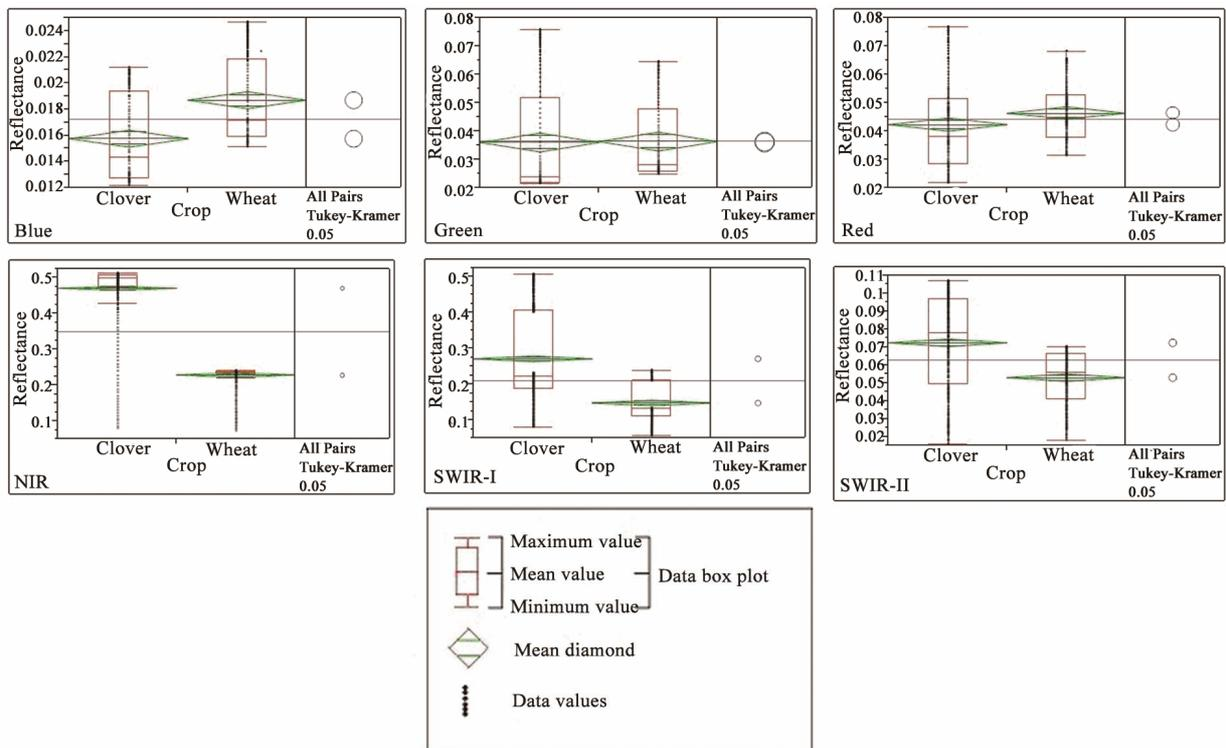 0.024
0.022
0.02
0.018
0.016
0.014
0.012
Reflectance
Clover
Wheat
Crop
All Pairs
Tukey-Kramer
0.05
Blue
0.08
0.07
0.06
0.05
0.04
0.03
0.02
Reflectance
Clover
Wheat
Crop
All Pairs
Tukey-Kramer
0.05
Green
0.08
0.07
0.06
0.05
0.04
0.03
0.02
Reflectance
Clover
Wheat
Crop
All Pairs
Tukey-Kramer
0.05
Red
0.5
0.4
0.3
0.2
0.1
Reflectance
Clover
Wheat
Crop
All Pairs
Tukey-Kramer
0.05
NIR
0.5
0.4
0.3
0.2
0.1
Reflectance
Clover
Wheat
Crop
All Pairs
Tukey-Kramer
0.05
SWIR-I
0.11
0.1
0.09
0.08
0.07
0.06
0.05
0.04
0.03
0.02
Reflectance
Clover
Wheat
Crop
All Pairs
Tukey-Kramer
0.05
SWIR-II
Maximum value
Mean value
Minimum value
Data box plot
Mean diamond
Data values